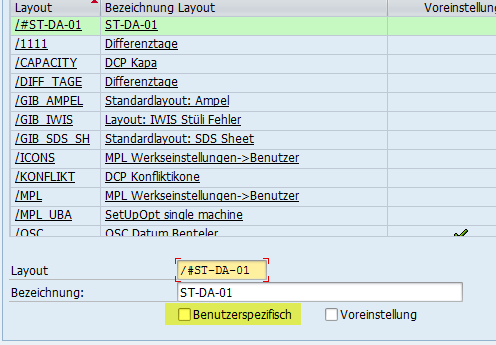 Layout Bezeichnung Layout Voreinstellung
/#ST-DA-01 ST-DA-01
/1111 Differenztage
/CAPACITY DCP Kapa
/DIFF_TAGE Differenztage
/GIB_AMPEL Standardlayout: Ampel
/GIB_IWIS Layout: IWIS Stüli Fehler
/GIB_SDS_SH Standardlayout: SDS Sheet
/ICONS MPL Werkseinstellungen->Benutzer
/KONFLIKT DCP Konfliktikone
/MPL MPL Werkseinstellungen->Benutzer
/MPL_UBA SetUpOpt single machine
/OSC OSC Datum Benteler
Layout /#ST-DA-01
Bezeichnung: ST-DA-01
Benutzerspezifisch Voreinstellung